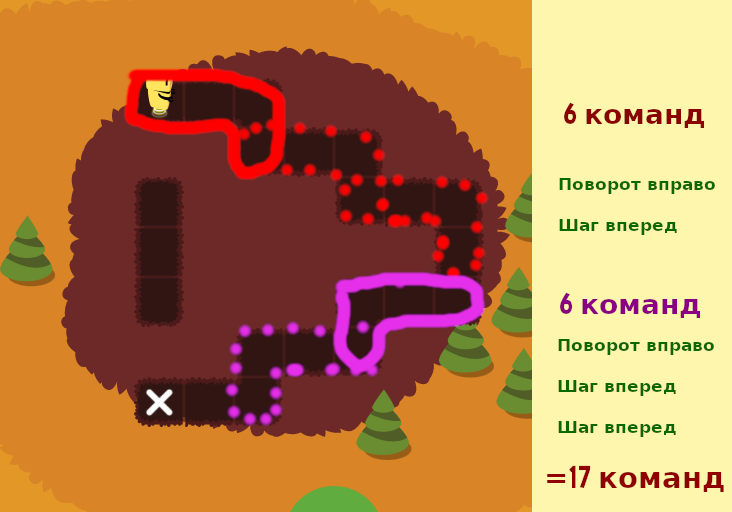 6 команд
Поворот вправо
Шаг вперед
6 команд
Поворот вправо
Шаг вперед
Шаг вперед
=17 команд